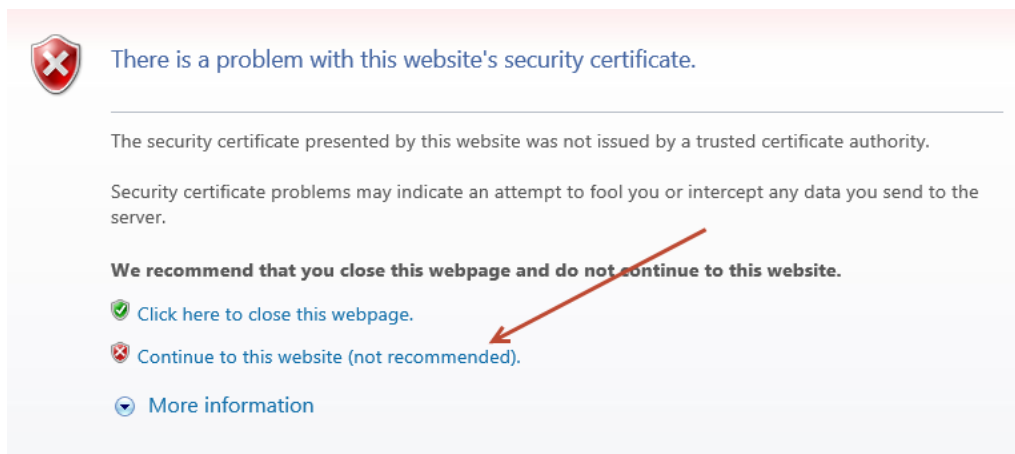 There is a problem with this website's security certificate.
The security certificate presented by this website was not issued by a trusted certificate authority.
Security certificate problems may indicate an attempt to fool you or intercept any data you send to the
server.
We recommend that you close this webpage and do not continue to this website.
Click here to close this webpage.
Continue to this website (not recommended).
More information